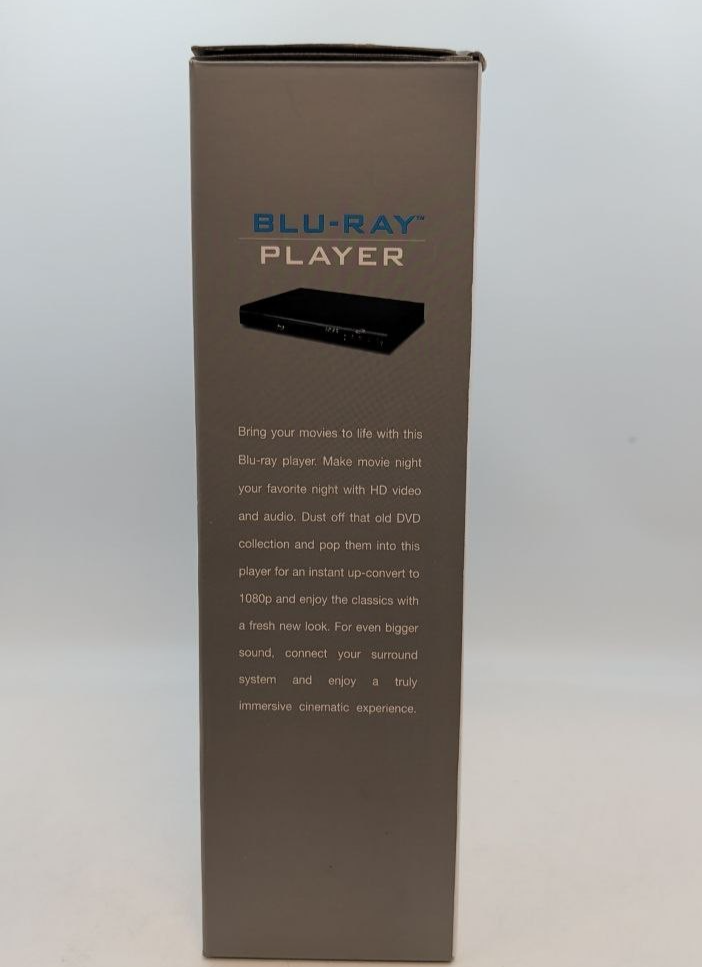 BLU-RAY™
PLAYER
Bring your movies to life with this
Blu-ray player. Make movie night
your favorite night with HD video
and audio. Dust off that old DVD
collection and pop them into this
player for an instant up-convert to
1080p and enjoy the classics with
a fresh new look. For even bigger
sound, connect your surround
system and enjoy a truly
immersive cinematic experience.